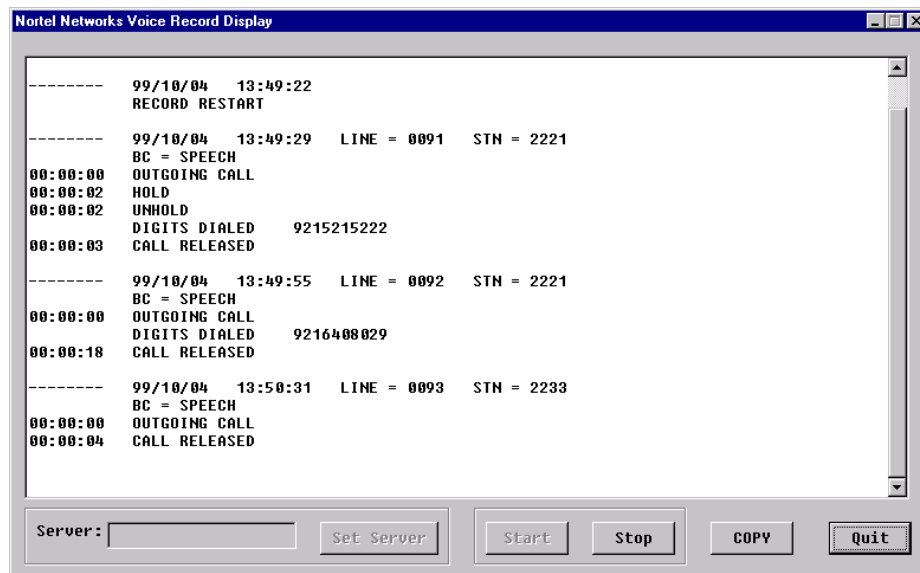 Nortel Networks Voice Record Display
-------- 99/10/04 13:49:22
RECORD RESTART
-------- 99/10/04 13:49:29 LINE = 0091 STN = 2221
BC = SPEECH
00:00:00 OUTGOING CALL
00:00:02 HOLD
00:00:02 UNHOLD
DIGITS DIALED 9215215222
00:00:03 CALL RELEASED
-------- 99/10/04 13:49:55 LINE = 0092 STN = 2221
BC = SPEECH
00:00:00 OUTGOING CALL
DIGITS DIALED 9216408029
00:00:18 CALL RELEASED
-------- 99/10/04 13:50:31 LINE = 0093 STN = 2233
BC = SPEECH
00:00:00 OUTGOING CALL
00:00:04 CALL RELEASED
Server: Set Server Start Stop COPY Quit